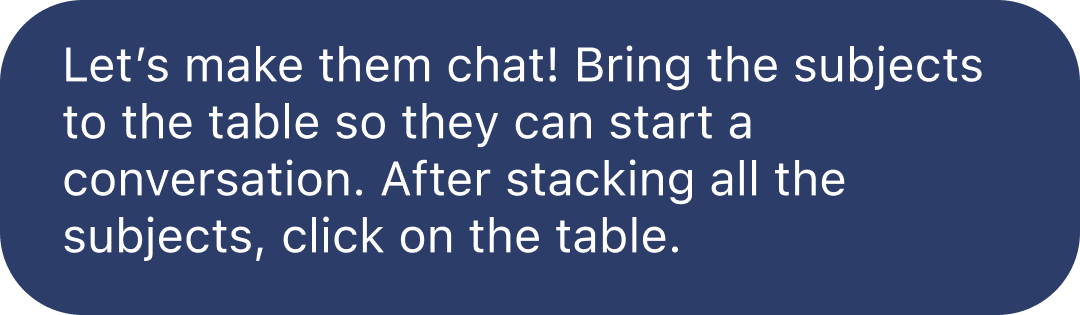 Let’s make them chat! Bring the subjects
to the table so they can start a
conversation. After stacking all the
subjects, click on the table.